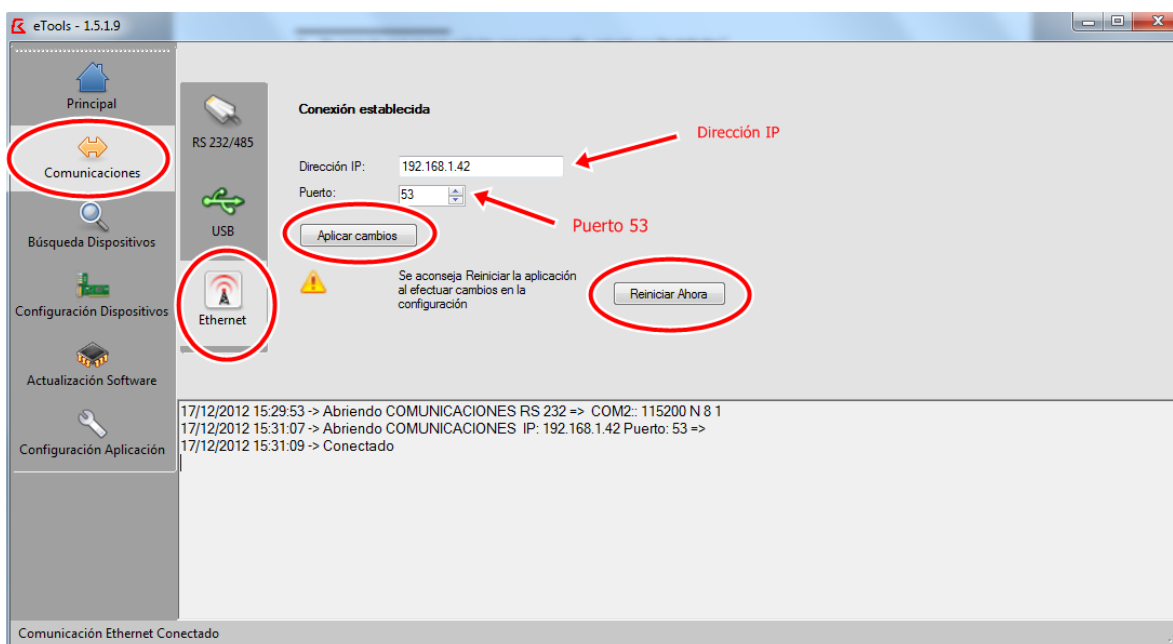 eTools - 1.5.1.9
Principal
Comunicaciones
Búsqueda Dispositivos
Configuración Dispositivos
Actualización Software
Configuración Aplicación
RS 232/485
USB
Ethernet
Conexión establecida
Dirección IP:
192.168.1.42
Dirección IP
Puerto:
53
Puerto 53
Aplicar cambios
Se aconseja Reiniciar la aplicación
al efectuar cambios en la
configuración
Reiniciar Ahora
17/12/2012 15:29:53 -> Abriendo COMUNICACIONES RS 232 => COM2:: 115200 N 8 1
17/12/2012 15:31:07 -> Abriendo COMUNICACIONES IP: 192.168.1.42 Puerto: 53 =>
17/12/2012 15:31:09 -> Conectado
Comunicación Ethernet Conectado